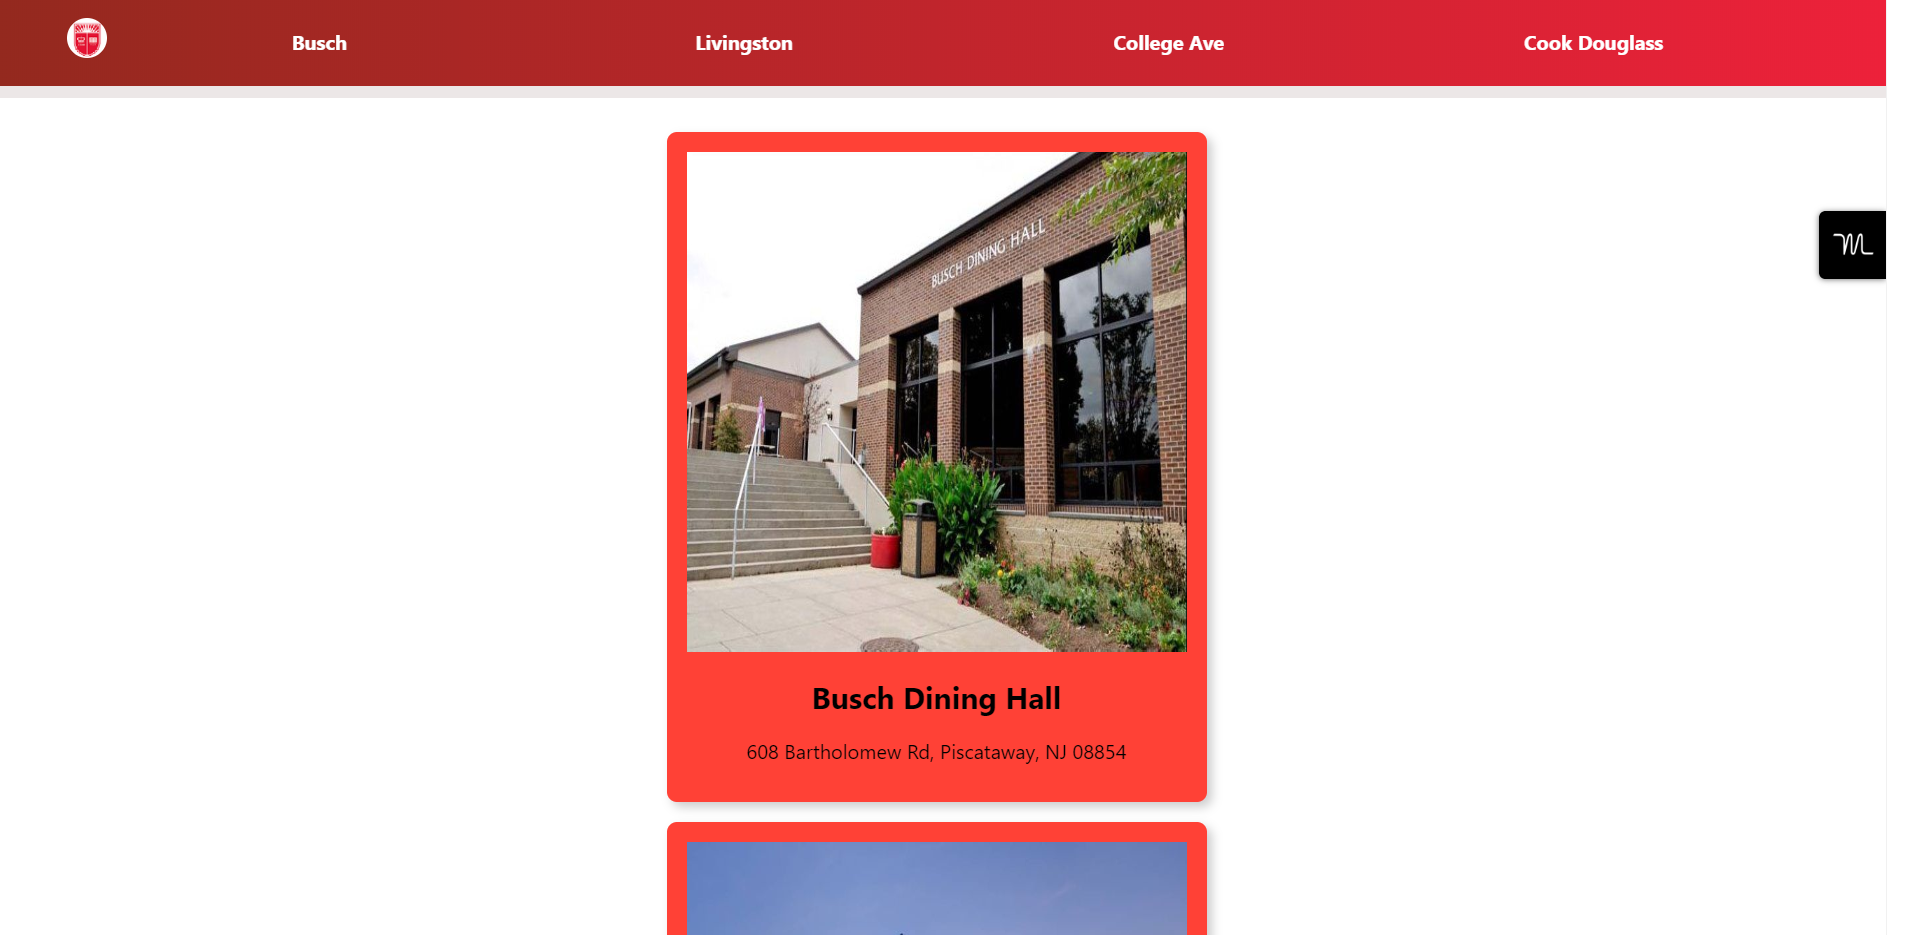 Busch
Livingston
College Ave
Cook Douglass
BUSCH DINING HALL
Busch Dining Hall
608 Bartholomew Rd, Piscataway, NJ 08854